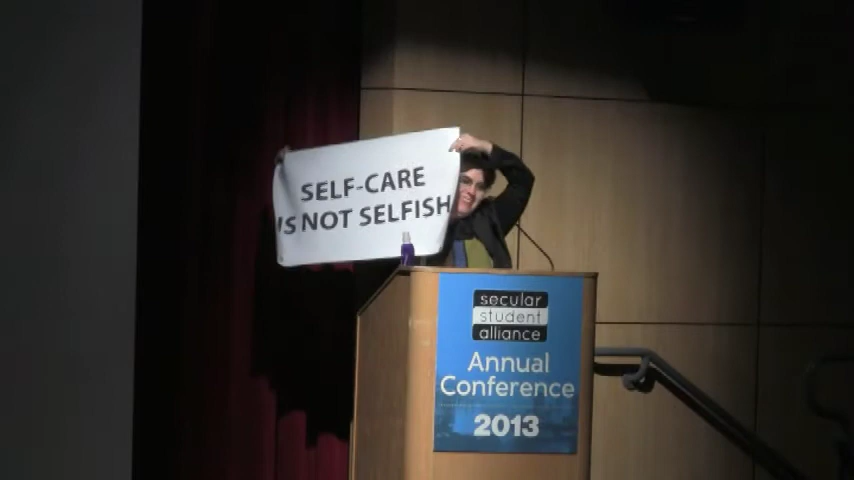 SELF-CARE
IS NOT SELFISH
secular
student
alliance
Annual
Conference
2013